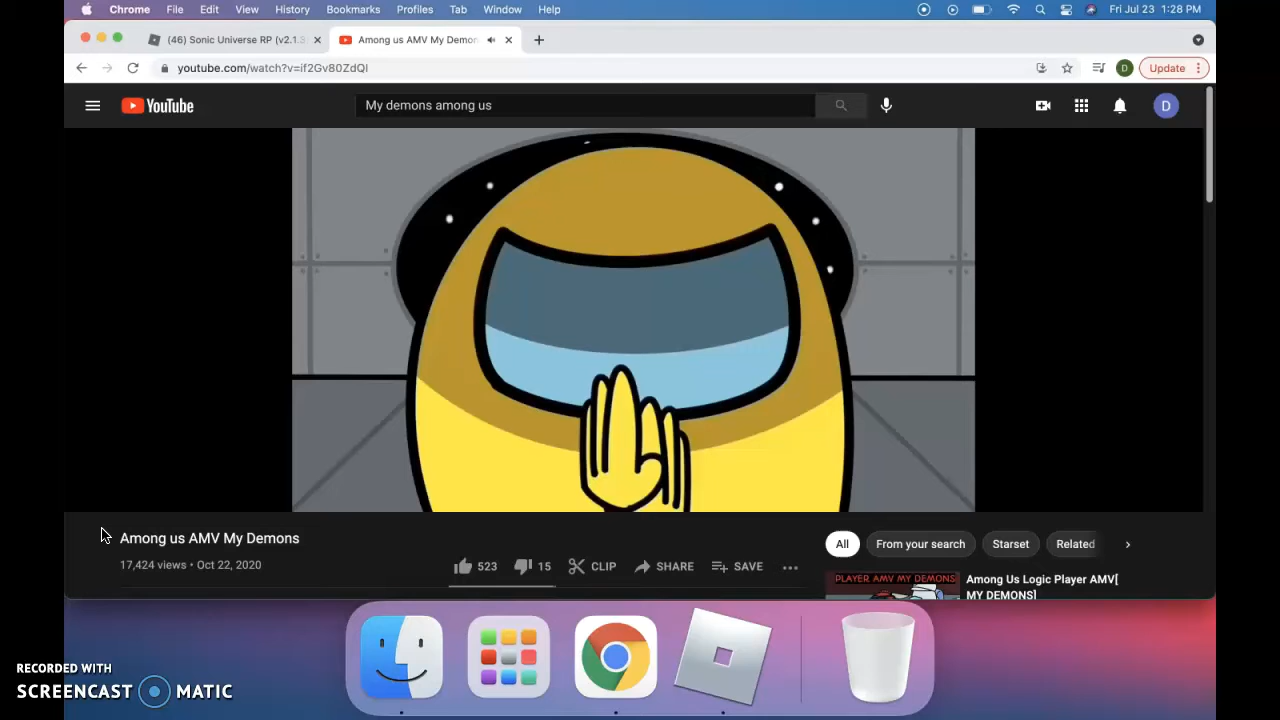 Chrome File Edit View History Bookmarks Profiles Tab Window Help Fri Jul 23 1:28 PM
(46) Sonic Universe RP (v2.1.3 Among us AMV My Demon
youtube.com/watch?v=if2Gv80ZdQI D Update
YouTube My demons among us D
Among us AMV My Demons
17,424 views • Oct 22, 2020 523 15 CLIP SHARE SAVE
All From your search Starset Related
PLAYER AMV MY DEMONS Among Us Logic Player AMV[
MY DEMONS]
RECORDED WITH
SCREENCAST MATIC